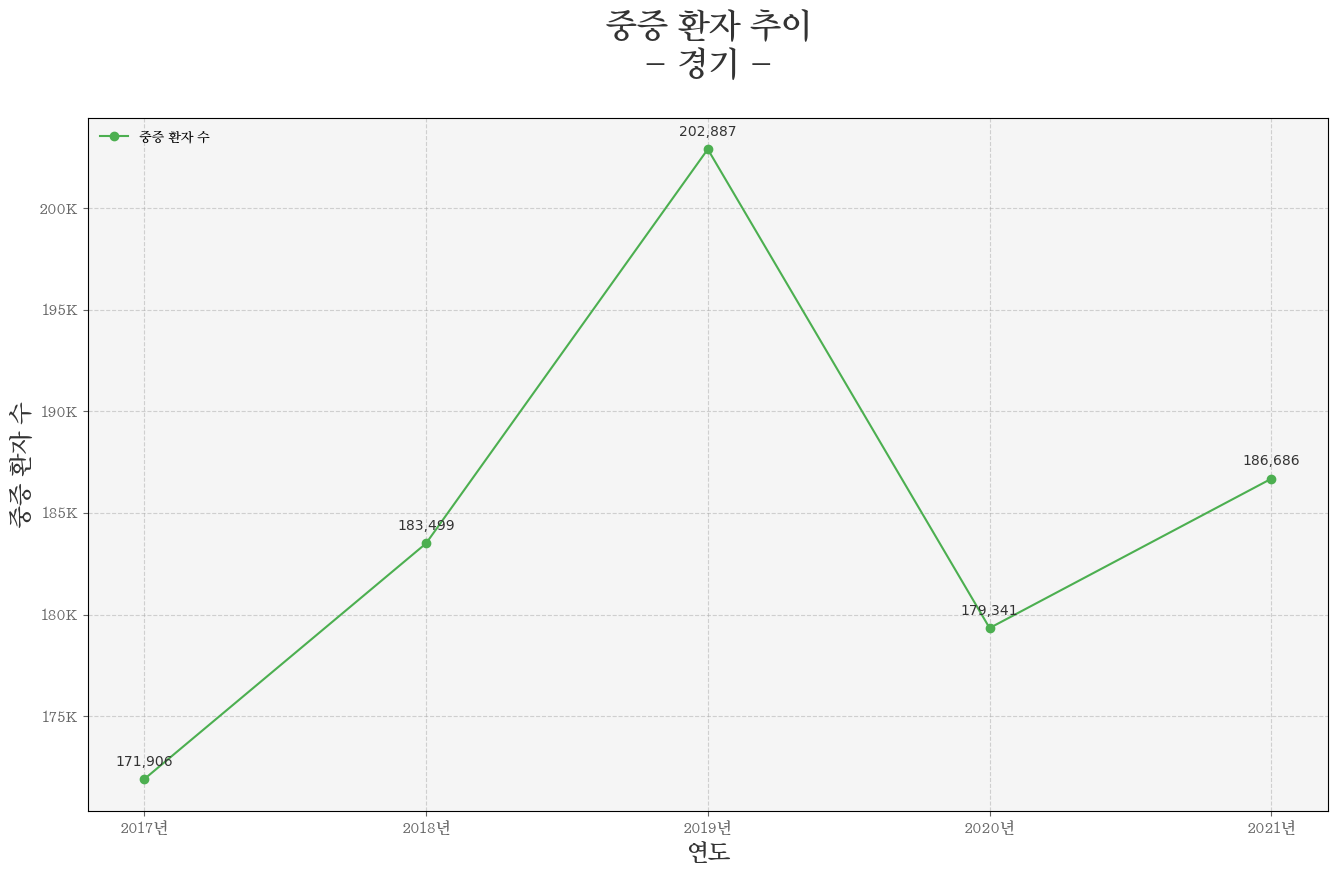 중증 환자 추이
– 경기 –
중증 환자 수
202,887
200K
195K
190K
186,686
185K
183,499
180K
179,341
175K
171,906
중증 환자 수
2017년
2018년
2019년
2020년
2021년
연도